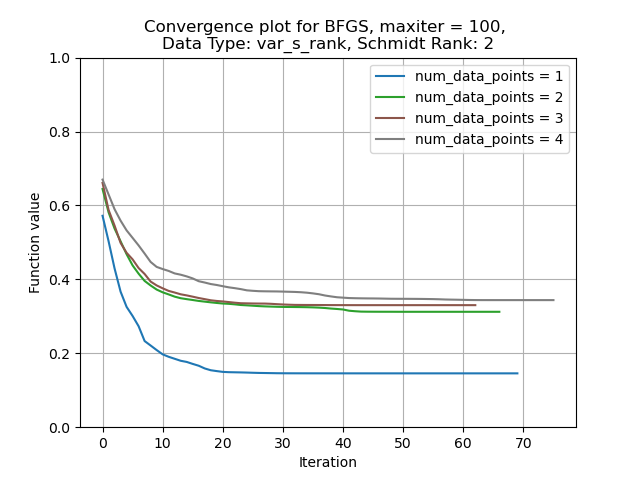 Convergence plot for BFGS, maxiter = 100,
Data Type: var_s_rank, Schmidt Rank: 2
num_data_points = 1
num_data_points = 2
num_data_points = 3
num_data_points = 4
Function value
1.0
0.8
0.6
0.4
0.2
0.0
0 10 20 30 40 50 60 70
Iteration